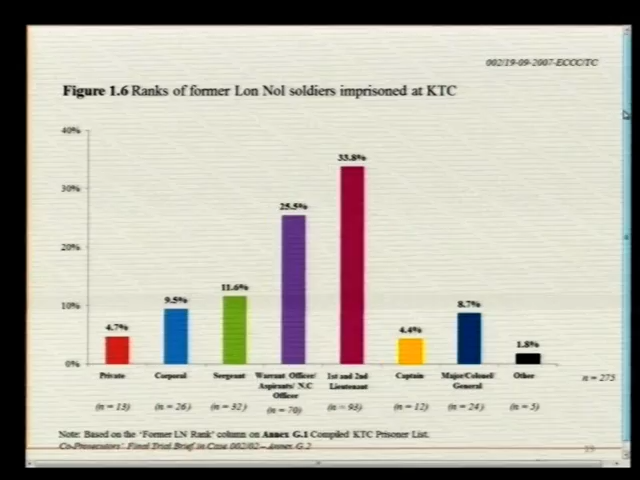 002/19-09-2007-ECCC/TC
Figure 1.6 Ranks of former Lon Nol soldiers imprisoned at KTC
40%
30%
20%
10%
0%
4.7%
9.5%
11.6%
25.5%
33.8%
4.4%
8.7%
1.8%
Private Corporal Sergeant Warrant Officer/ Aspirants/ N.C Officer 1st and 2nd Lieutenant Captain Major/Colonel/ General Other
(n = 13) (n = 26) (n = 32) (n = 70) (n = 93) (n = 12) (n = 24) (n = 5)
n = 275
Note: Based on the 'Former LN Rank' column on Annex G.1 Compiled KTC Prisoner List.
Co-Prosecutors' Final Trial Brief in Case 002/02 – Annex G.2